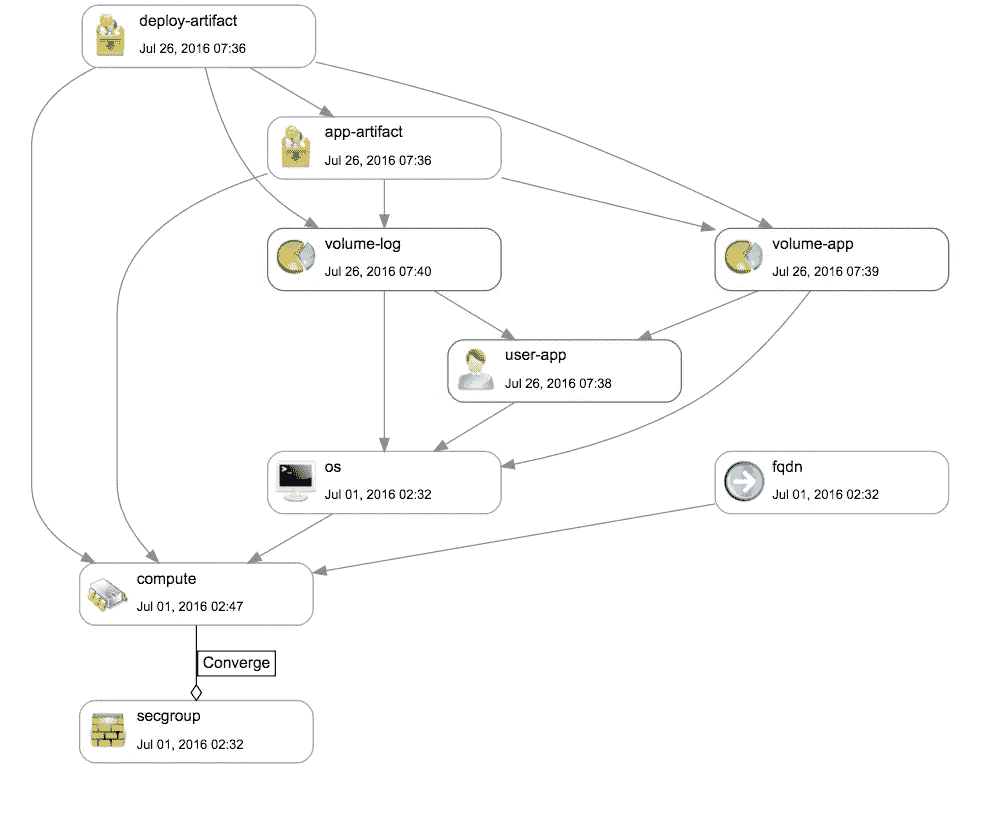 deploy-artifact
Jul 26, 2016 07:36
app-artifact
Jul 26, 2016 07:36
volume-log
Jul 26, 2016 07:40
volume-app
Jul 26, 2016 07:39
user-app
Jul 26, 2016 07:38
os
Jul 01, 2016 02:32
fqdn
Jul 01, 2016 02:32
compute
Jul 01, 2016 02:47
Converge
secgroup
Jul 01, 2016 02:32